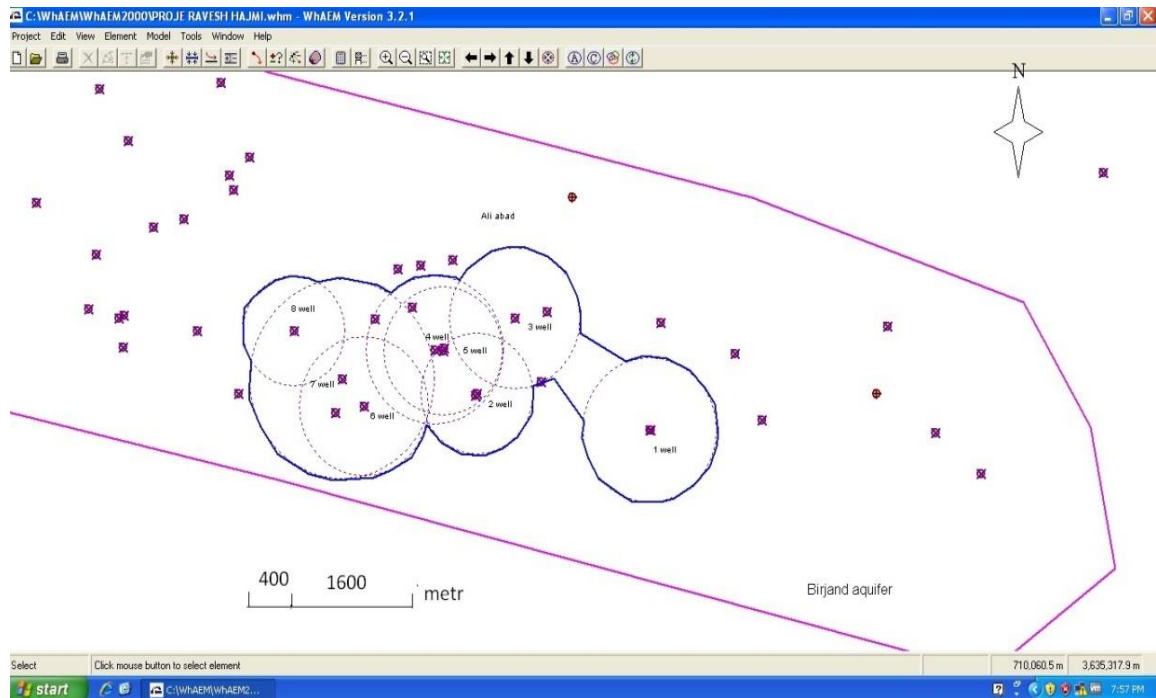 C:\WhAEM\WhAEM2000\PROJE RAVESH HAJMI.whm - WhAEM Version 3.2.1
Project Edit View Element Model Tools Window Help
N
Ali abad
8 well
3 well
4 well
5 well
7 well
2 well
6 well
1 well
400 1600 metr
Birjand aquifer
Select Click mouse button to select element 710,060.5 m 3,635,317.9 m
start C:\WhAEM\WhAEM2... 7:57 PM